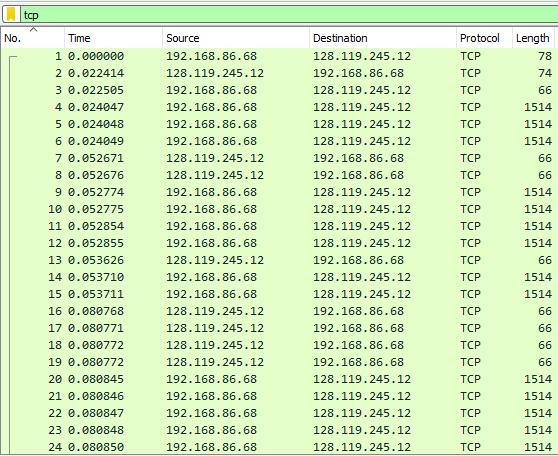 tcp
No. Time Source Destination Protocol Length
1 0.000000 192.168.86.68 128.119.245.12 TCP 78
2 0.022414 128.119.245.12 192.168.86.68 TCP 74
3 0.022505 192.168.86.68 128.119.245.12 TCP 66
4 0.024047 192.168.86.68 128.119.245.12 TCP 1514
5 0.024048 192.168.86.68 128.119.245.12 TCP 1514
6 0.024049 192.168.86.68 128.119.245.12 TCP 1514
7 0.052671 128.119.245.12 192.168.86.68 TCP 66
8 0.052676 128.119.245.12 192.168.86.68 TCP 66
9 0.052774 192.168.86.68 128.119.245.12 TCP 1514
10 0.052775 192.168.86.68 128.119.245.12 TCP 1514
11 0.052854 192.168.86.68 128.119.245.12 TCP 1514
12 0.052855 192.168.86.68 128.119.245.12 TCP 1514
13 0.053626 128.119.245.12 192.168.86.68 TCP 66
14 0.053710 192.168.86.68 128.119.245.12 TCP 1514
15 0.053711 192.168.86.68 128.119.245.12 TCP 1514
16 0.080768 128.119.245.12 192.168.86.68 TCP 66
17 0.080771 128.119.245.12 192.168.86.68 TCP 66
18 0.080772 128.119.245.12 192.168.86.68 TCP 66
19 0.080772 128.119.245.12 192.168.86.68 TCP 66
20 0.080845 192.168.86.68 128.119.245.12 TCP 1514
21 0.080846 192.168.86.68 128.119.245.12 TCP 1514
22 0.080847 192.168.86.68 128.119.245.12 TCP 1514
23 0.080848 192.168.86.68 128.119.245.12 TCP 1514
24 0.080850 192.168.86.68 128.119.245.12 TCP 1514